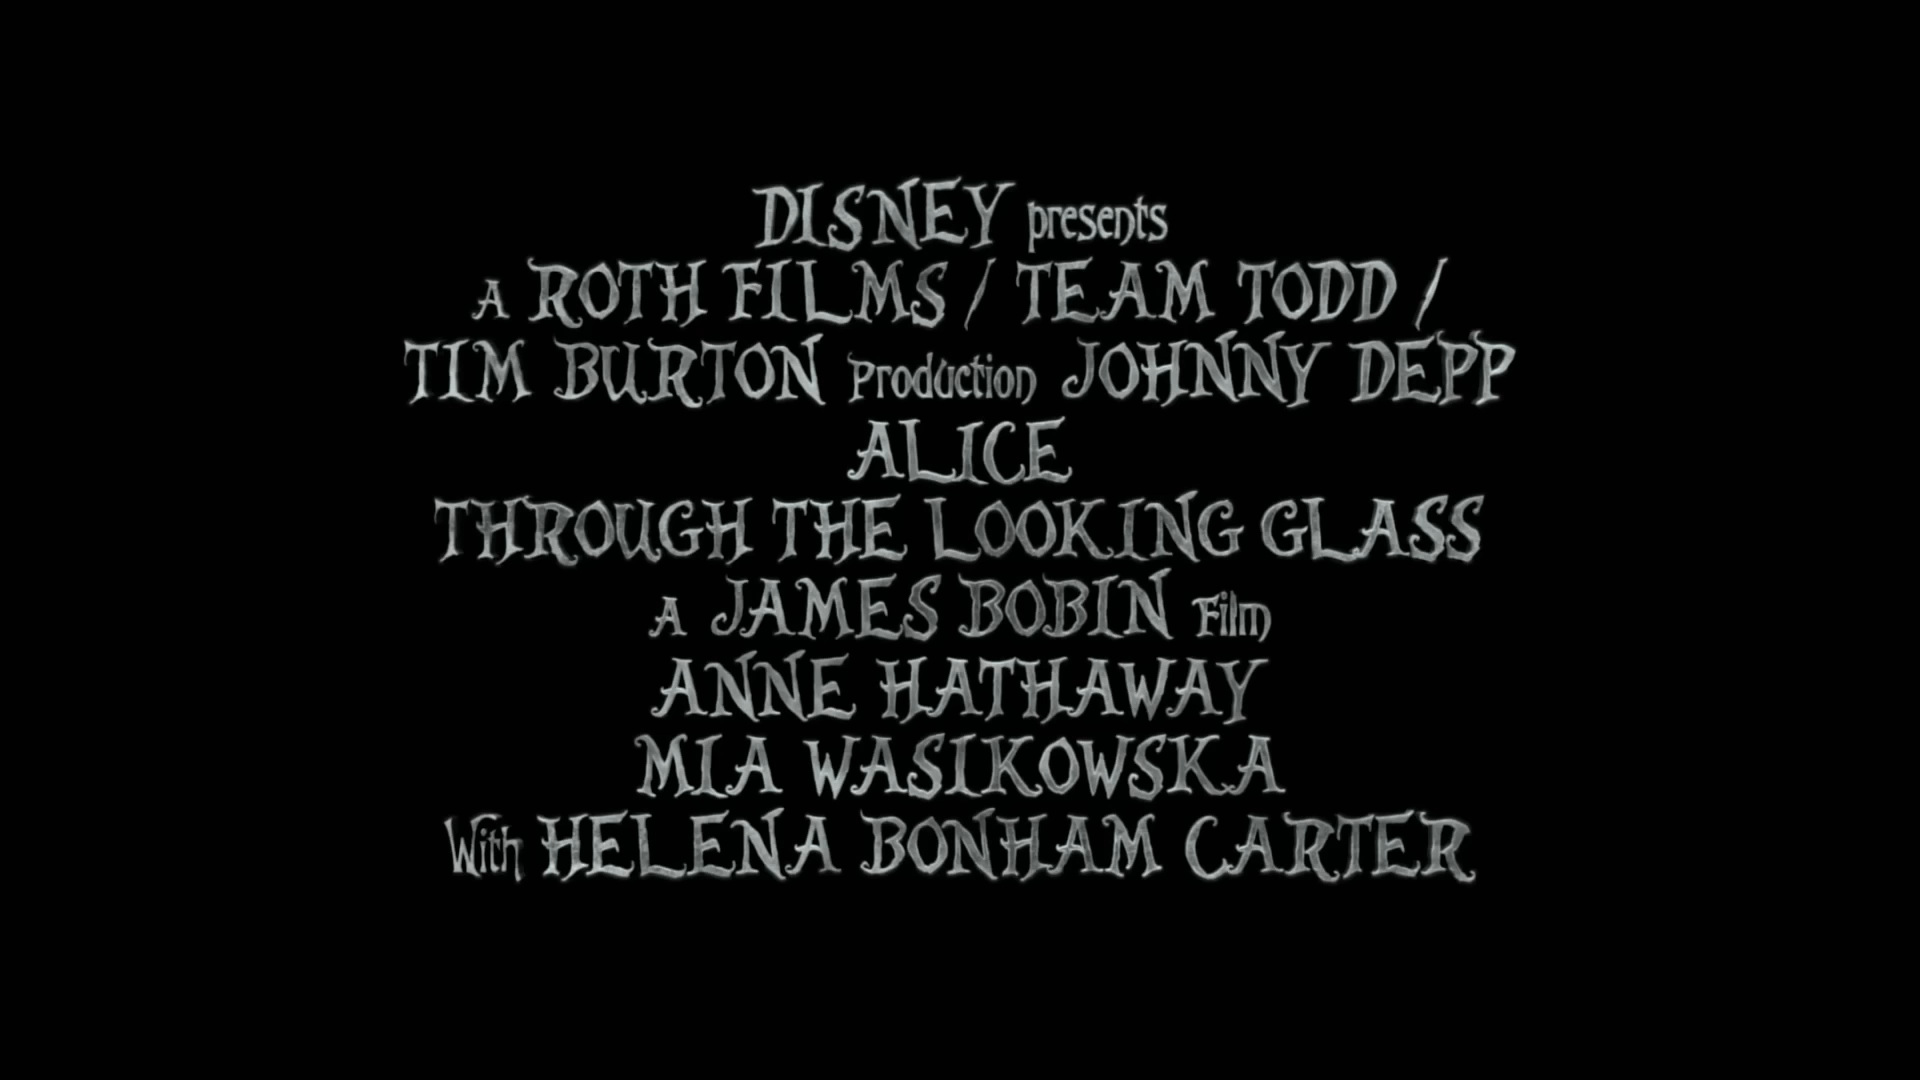 DISNEY presents
A ROTH FILMS / TEAM TODD /
TIM BURTON Production JOHNNY DEPP
ALICE
THROUGH THE LOOKING GLASS
A JAMES BOBIN Film
ANNE HATHAWAY
MIA WASIKOWSKA
With HELENA BONHAM CARTER